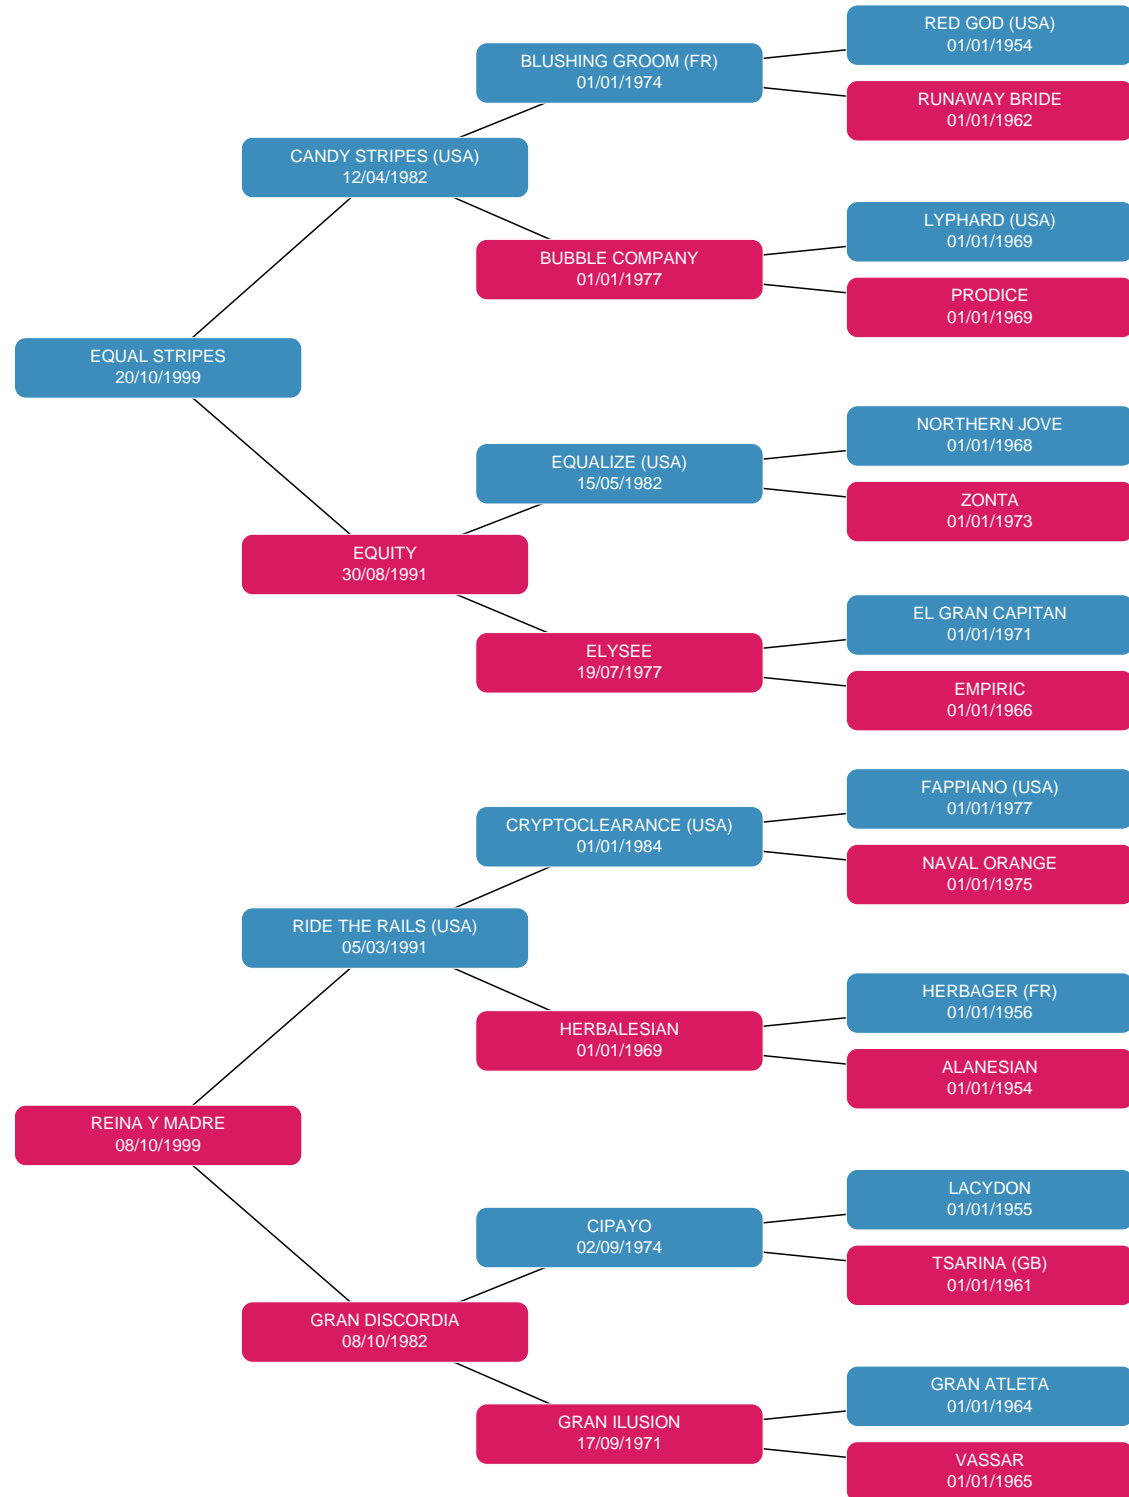 RED GOD (USA)
01/01/1954
BLUSHING GROOM (FR)
01/01/1974
RUNAWAY BRIDE
01/01/1962
CANDY STRIPES (USA)
12/04/1982
LYPHARD (USA)
01/01/1969
BUBBLE COMPANY
01/01/1977
PRODICE
01/01/1969
EQUAL STRIPES
20/10/1999
NORTHERN JOVE
01/01/1968
EQUALIZE (USA)
15/05/1982
ZONTA
01/01/1973
EQUITY
30/08/1991
EL GRAN CAPITAN
01/01/1971
ELYSEE
19/07/1977
EMPIRIC
01/01/1966
FAPPIANO (USA)
01/01/1977
CRYPTOCLEARANCE (USA)
01/01/1984
NAVAL ORANGE
01/01/1975
RIDE THE RAILS (USA)
05/03/1991
HERBAGER (FR)
01/01/1956
HERBALESIAN
01/01/1969
ALANESIAN
01/01/1954
REINA Y MADRE
08/10/1999
LACYDON
01/01/1955
CIPAYO
02/09/1974
TSARINA (GB)
01/01/1961
GRAN DISCORDIA
08/10/1982
GRAN ATLETA
01/01/1964
GRAN ILUSION
17/09/1971
VASSAR
01/01/1965